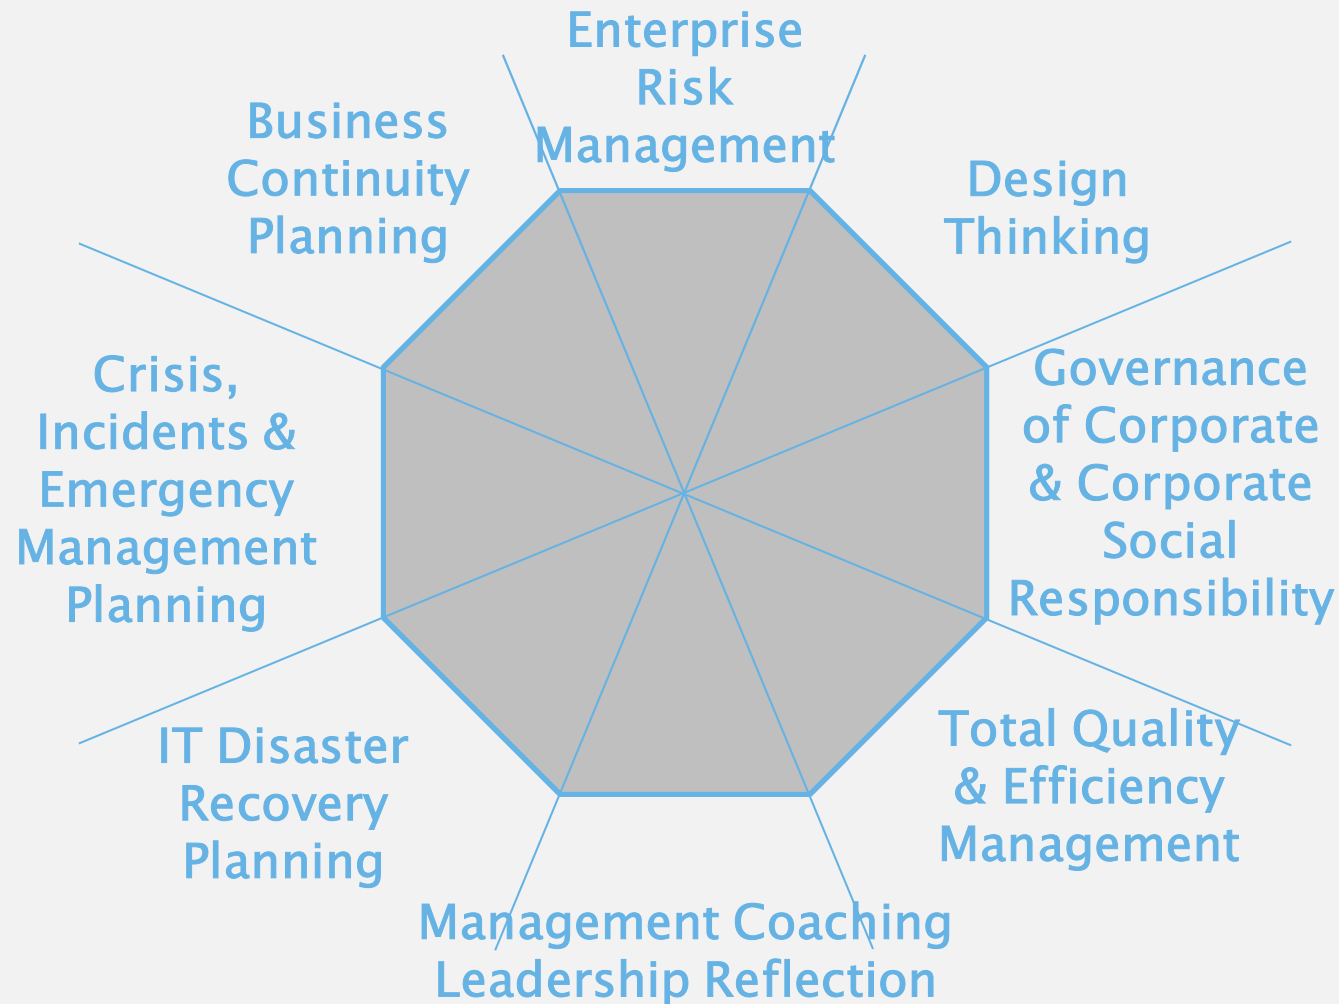 Enterprise
Risk
Management
Design
Thinking
Governance
of Corporate
& Corporate
Social
Responsibility
Total Quality
& Efficiency
Management
Management Coaching
Leadership Reflection
IT Disaster
Recovery
Planning
Crisis,
Incidents &
Emergency
Management
Planning
Business
Continuity
Planning